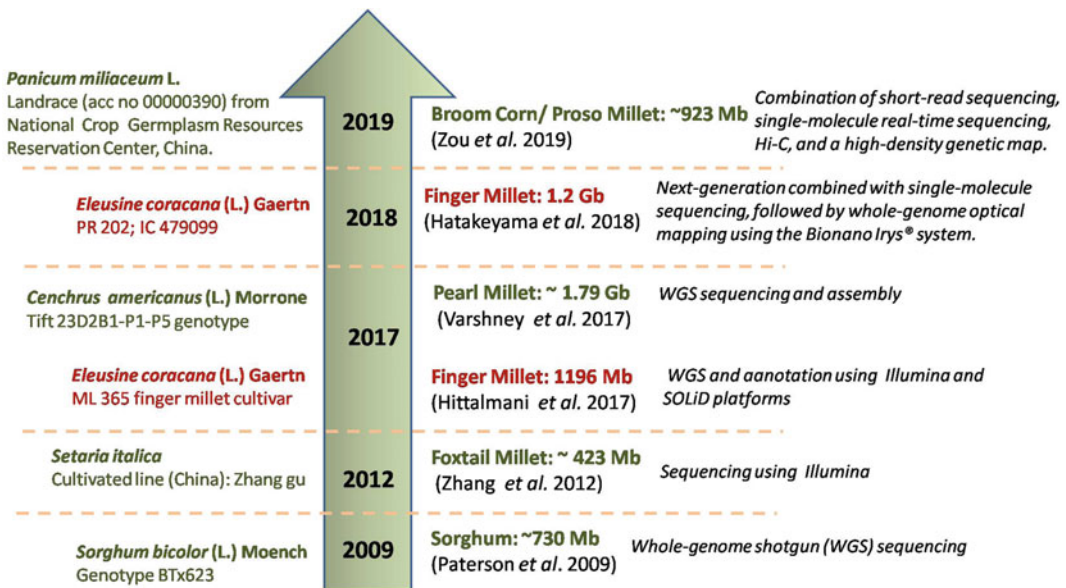 Panicum miliaceum L.
Landrace (acc no 00000390) from
National Crop Germplasm Resources
Reservation Center, China.
2019
Broom Corn/ Proso Millet: ~923 Mb
(Zou et al. 2019)
Combination of short-read sequencing,
single-molecule real-time sequencing,
Hi-C, and a high-density genetic map.
Eleusine coracana (L.) Gaertn
PR 202; IC 479099
2018
Finger Millet: 1.2 Gb
(Hatakeyama et al. 2018)
Next-generation combined with single-molecule
sequencing, followed by whole-genome optical
mapping using the Bionano Irys® system.
Cenchrus americanus (L.) Morrone
Tift 23D2B1-P1-P5 genotype
2017
Pearl Millet: ~ 1.79 Gb
(Varshney et al. 2017)
WGS sequencing and assembly
Eleusine coracana (L.) Gaertn
ML 365 finger millet cultivar
Finger Millet: 1196 Mb
(Hittalmani et al. 2017)
WGS and aanotation using Illumina and
SOLiD platforms
Setaria italica
Cultivated line (China): Zhang gu
2012
Foxtail Millet: ~ 423 Mb
(Zhang et al. 2012)
Sequencing using Illumina
Sorghum bicolor (L.) Moench
Genotype BTx623
2009
Sorghum: ~730 Mb
(Paterson et al. 2009)
Whole-genome shotgun (WGS) sequencing